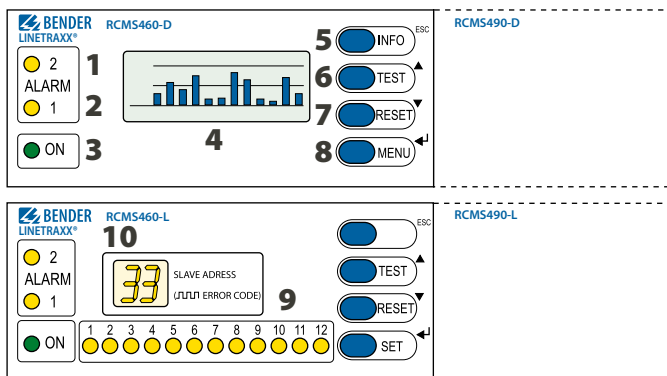 BENDER RCMS460-D
LINETRAXX®
RCMS490-D
2
ALARM
1
ON
1
2
3
4
5 INFO ESC
6 TEST
7 RESET
8 MENU
BENDER RCMS460-L
LINETRAXX®
RCMS490-L
10
2
ALARM
1
ON
33
SLAVE ADRESS
( ERROR CODE)
9
1 2 3 4 5 6 7 8 9 10 11 12
ESC
TEST
RESET
SET